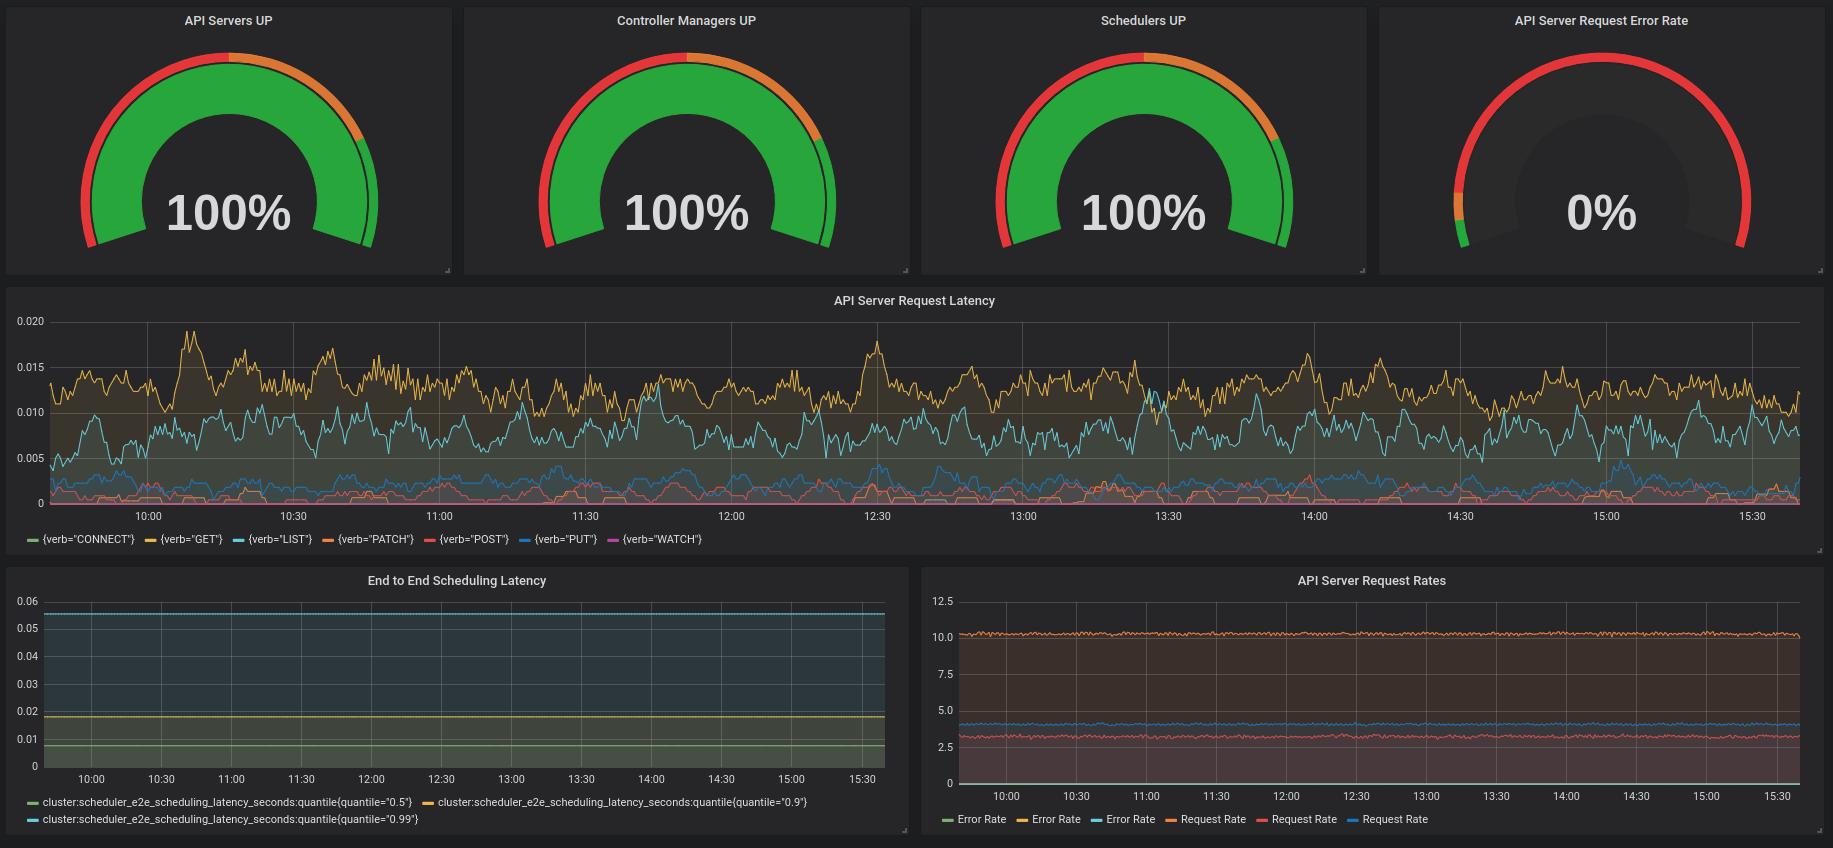 API Servers UP
Controller Managers UP
Schedulers UP
API Server Request Error Rate
100%
100%
100%
0%
API Server Request Latency
0.020
0.015
0.010
0.005
0
10:00 10:30 11:00 11:30 12:00 12:30 13:00 13:30 14:00 14:30 15:00 15:30
{verb="CONNECT"} {verb="GET"} {verb="LIST"} {verb="PATCH"} {verb="POST"} {verb="PUT"} {verb="WATCH"}
End to End Scheduling Latency
0.06
0.05
0.04
0.03
0.02
0.01
0
10:00 10:30 11:00 11:30 12:00 12:30 13:00 13:30 14:00 14:30 15:00 15:30
cluster:scheduler_e2e_scheduling_latency_seconds:quantile{quantile="0.5"} cluster:scheduler_e2e_scheduling_latency_seconds:quantile{quantile="0.9"}
cluster:scheduler_e2e_scheduling_latency_seconds:quantile{quantile="0.99"}
API Server Request Rates
12.5
10.0
7.5
5.0
2.5
0
10:00 10:30 11:00 11:30 12:00 12:30 13:00 13:30 14:00 14:30 15:00 15:30
Error Rate Error Rate Error Rate Request Rate Request Rate Request Rate